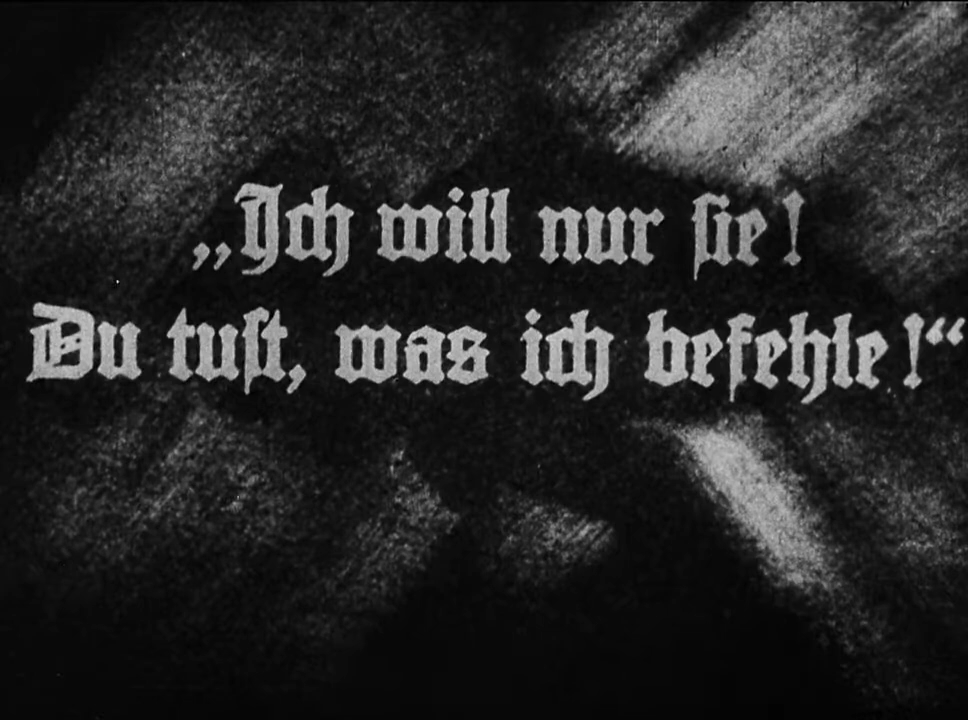 „Ich will nur sie!
Du tust, was ich befehle!“